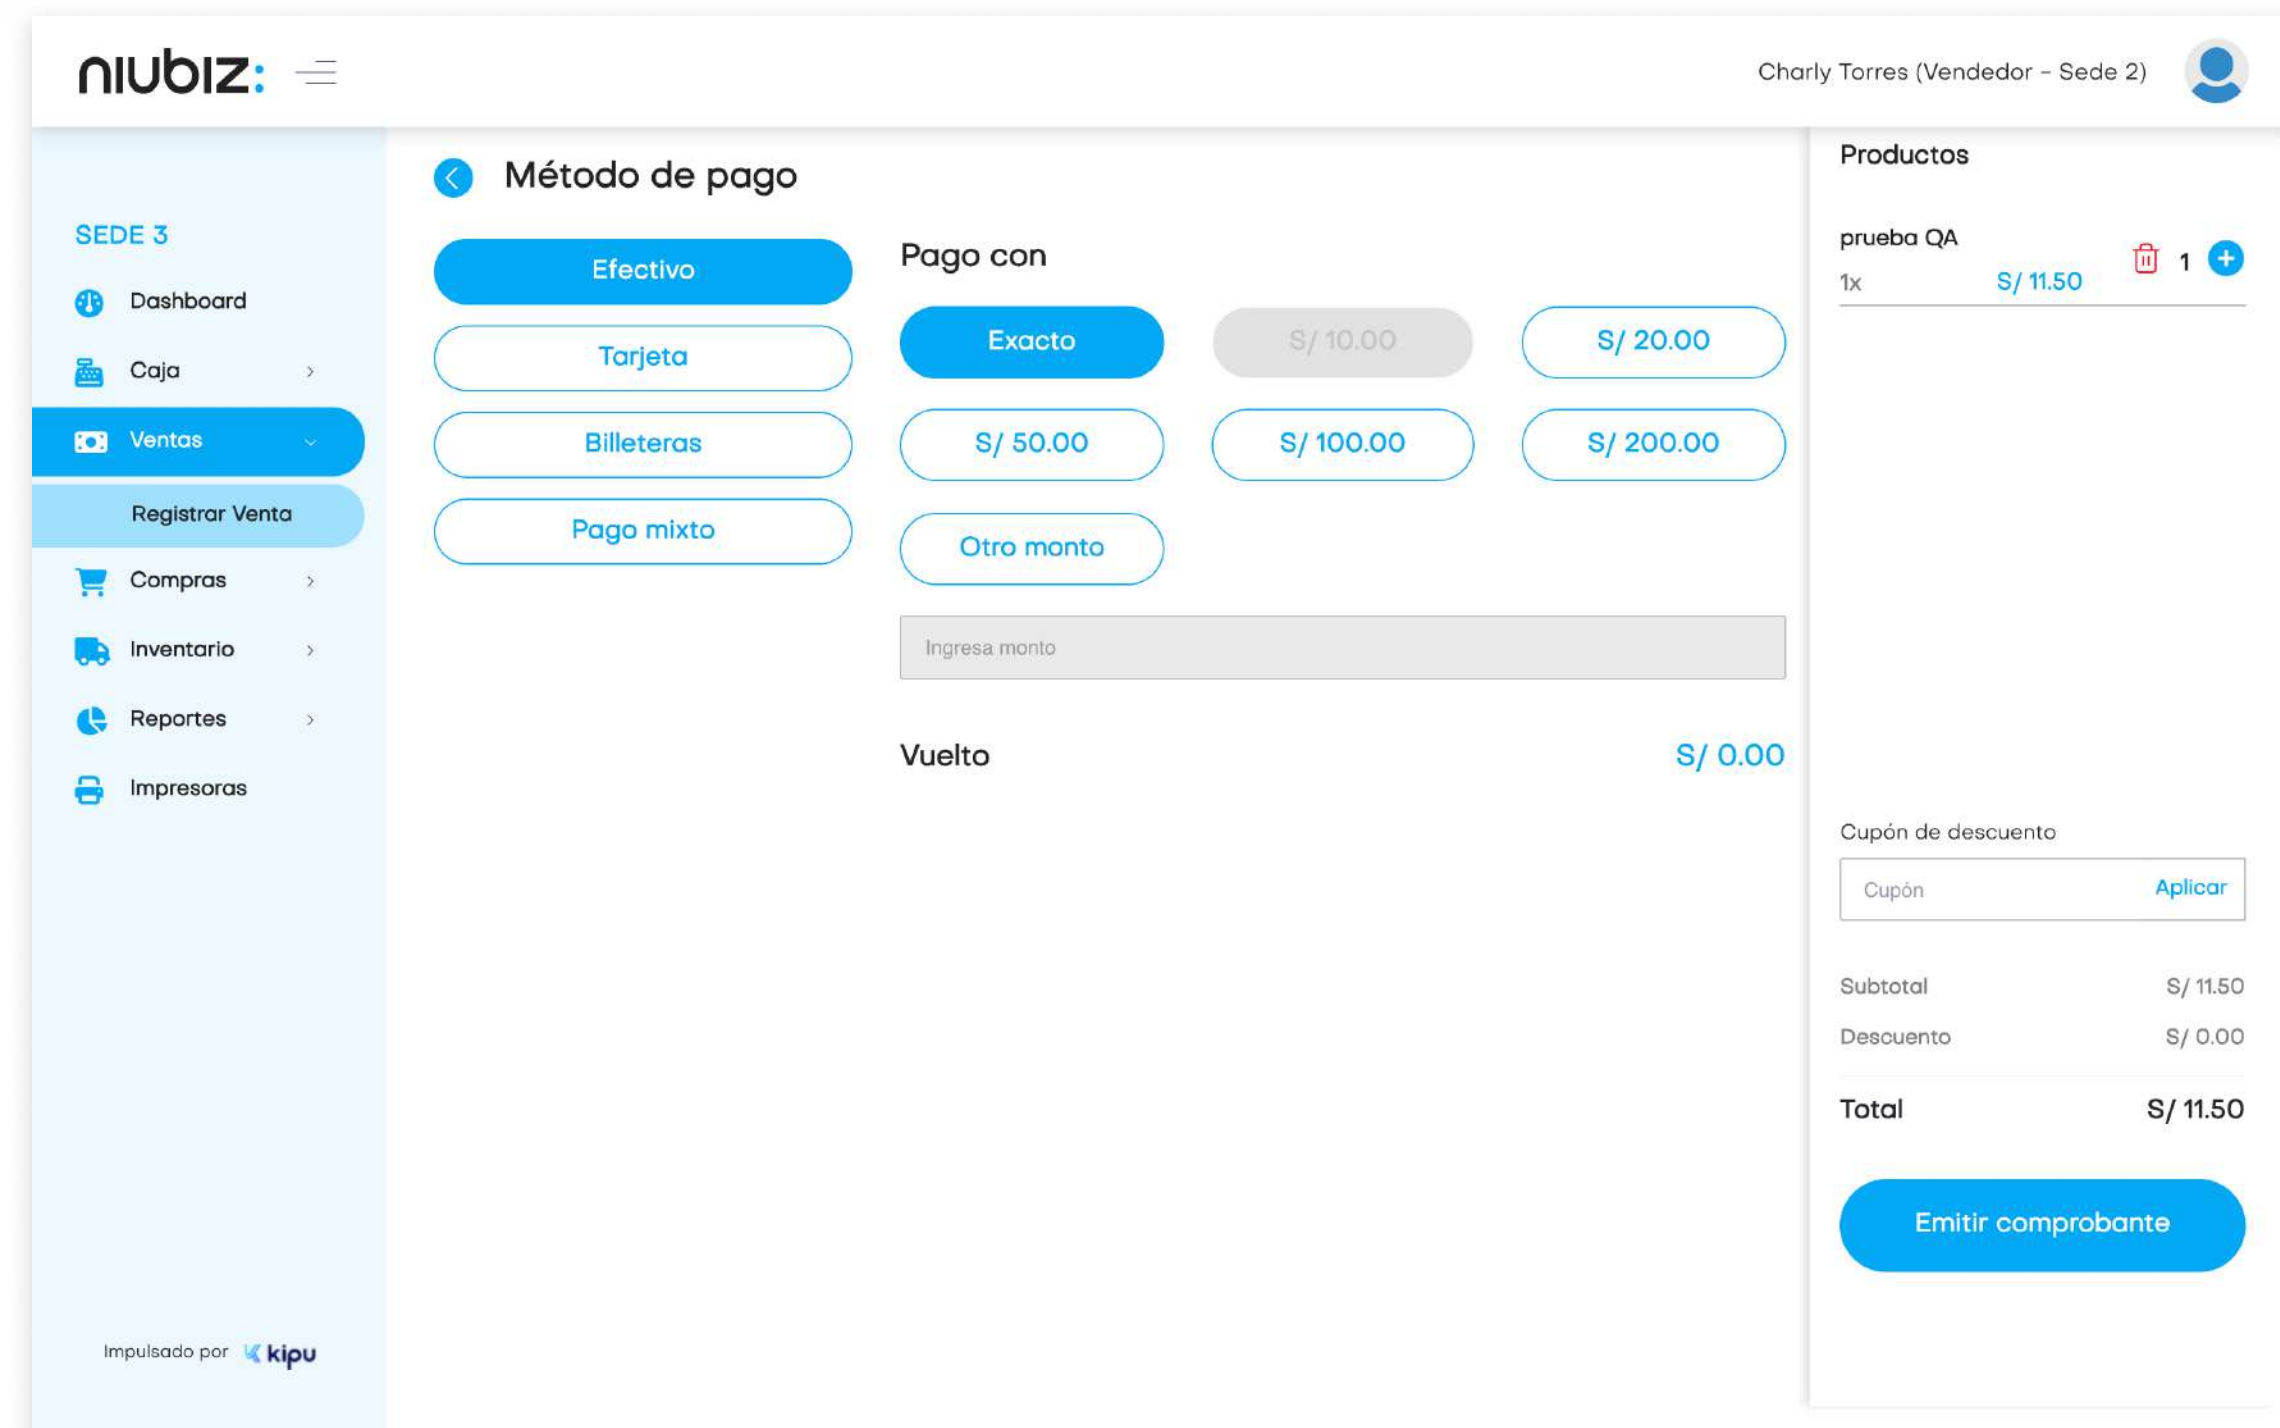 niubiz:
Charly Torres (Vendedor - Sede 2)
SEDE 3
Dashboard
Caja
Ventas
Registrar Venta
Compras
Inventario
Reportes
Impresoras
Impulsado por kipu
Método de pago
Efectivo
Tarjeta
Billeteras
Pago mixto
Pago con
Exacto
S/ 10.00
S/ 20.00
S/ 50.00
S/ 100.00
S/ 200.00
Otro monto
Ingresa monto
Vuelto S/ 0.00
Productos
prueba QA
1x S/ 11.50 1 +
Cupón de descuento
Cupón Aplicar
Subtotal S/ 11.50
Descuento S/ 0.00
Total S/ 11.50
Emitir comprobante